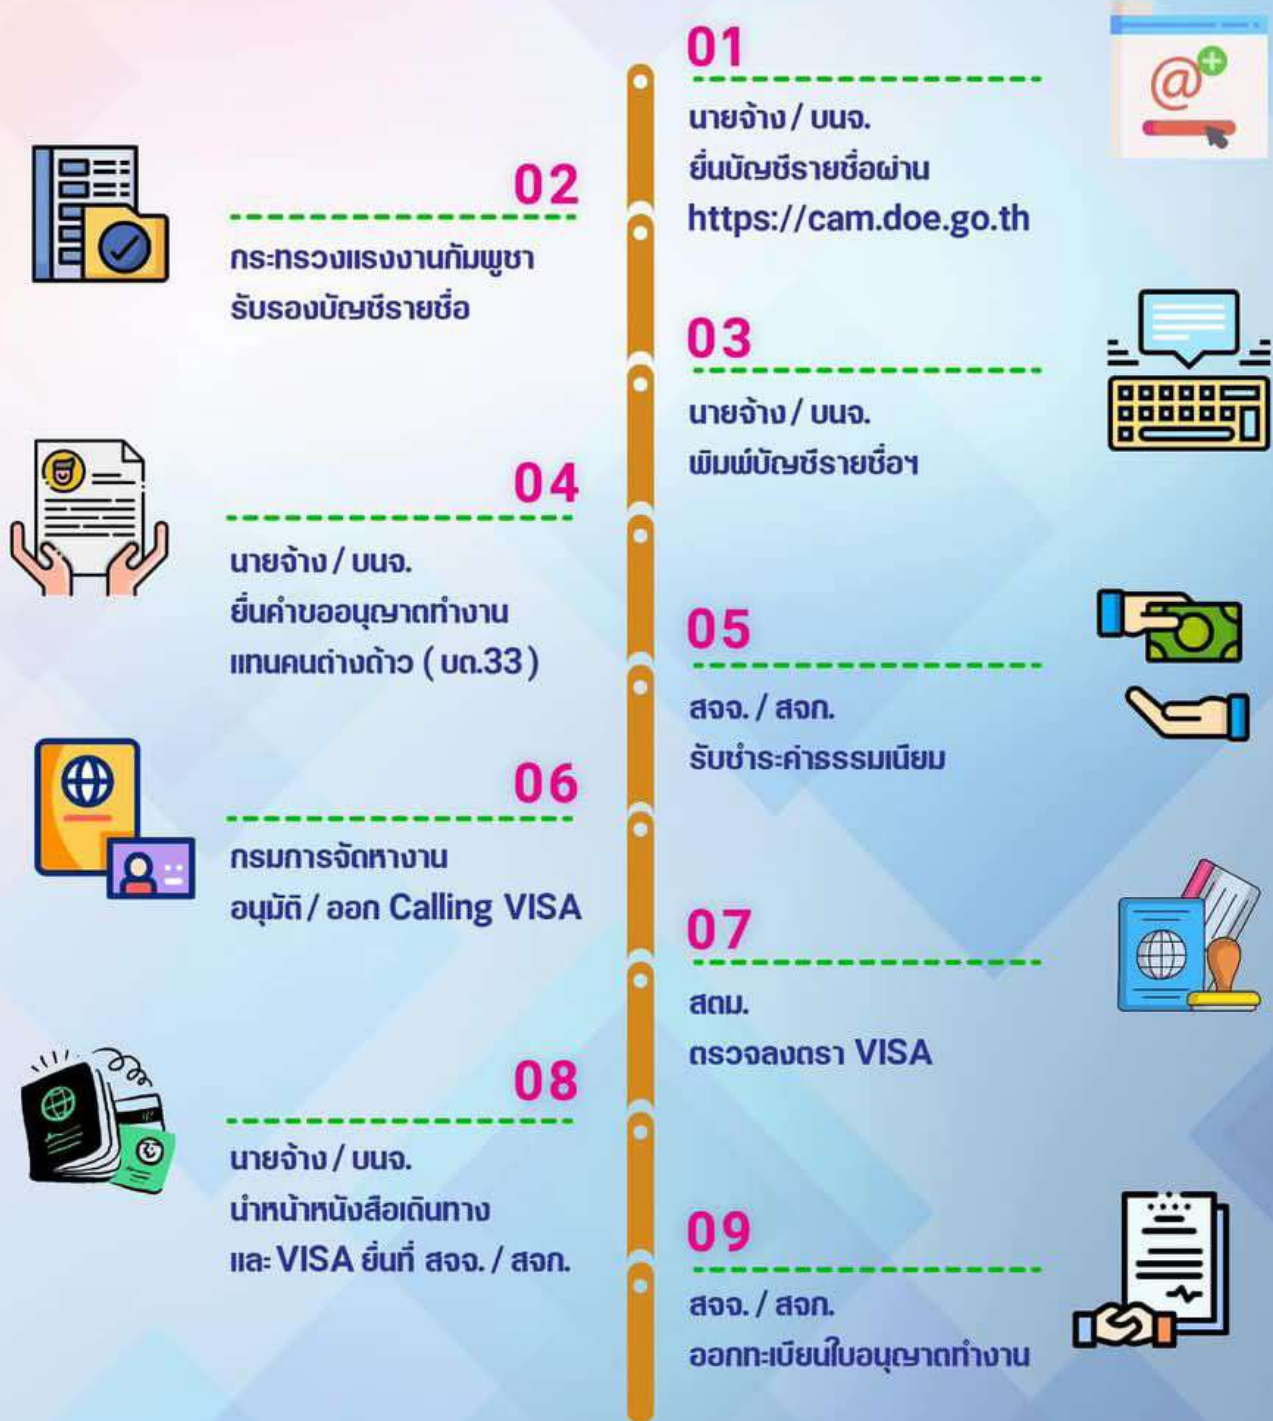 01
นายจ้าง / บนจ.
ยื่นบัญชีรายชื่อผ่าน
https://cam.doe.go.th
02
กระทรวงแรงงานกัมพูชา
รับรองบัญชีรายชื่อ
03
นายจ้าง / บนจ.
พิมพ์บัญชีรายชื่อฯ
04
นายจ้าง / บนจ.
ยื่นคำขออนุญาตทำงาน
แทนคนต่างด้าว ( บต.33 )
05
สจจ. / สจก.
รับชำระค่าธรรมเนียม
06
กรมการจัดหางาน
อนุมัติ / ออก Calling VISA
07
สตม.
ตรวจลงตรา VISA
08
นายจ้าง / บนจ.
นำหน้าหนังสือเดินทาง
และ VISA ยื่นที่ สจจ. / สจก.
09
สจจ. / สจก.
ออกทะเบียนใบอนุญาตทำงาน